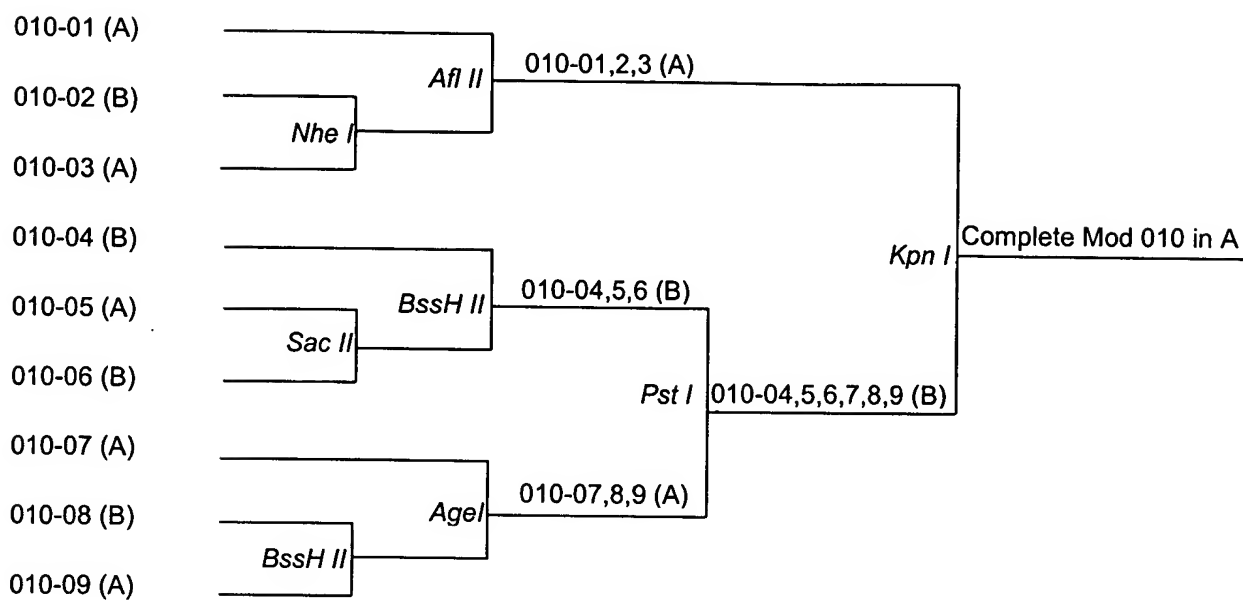 010-01 (A)
010-01,2,3 (A)
Afl II
010-02 (B)
Nhe I
010-03 (A)
010-04 (B)
Complete Mod 010 in A
Kpn I
010-05 (A)
BssH II
010-04,5,6 (B)
Sac II
010-06 (B)
Pst I
010-04,5,6,7,8,9 (B)
010-07 (A)
010-07,8,9 (A)
AgeI
010-08 (B)
BssH II
010-09 (A)